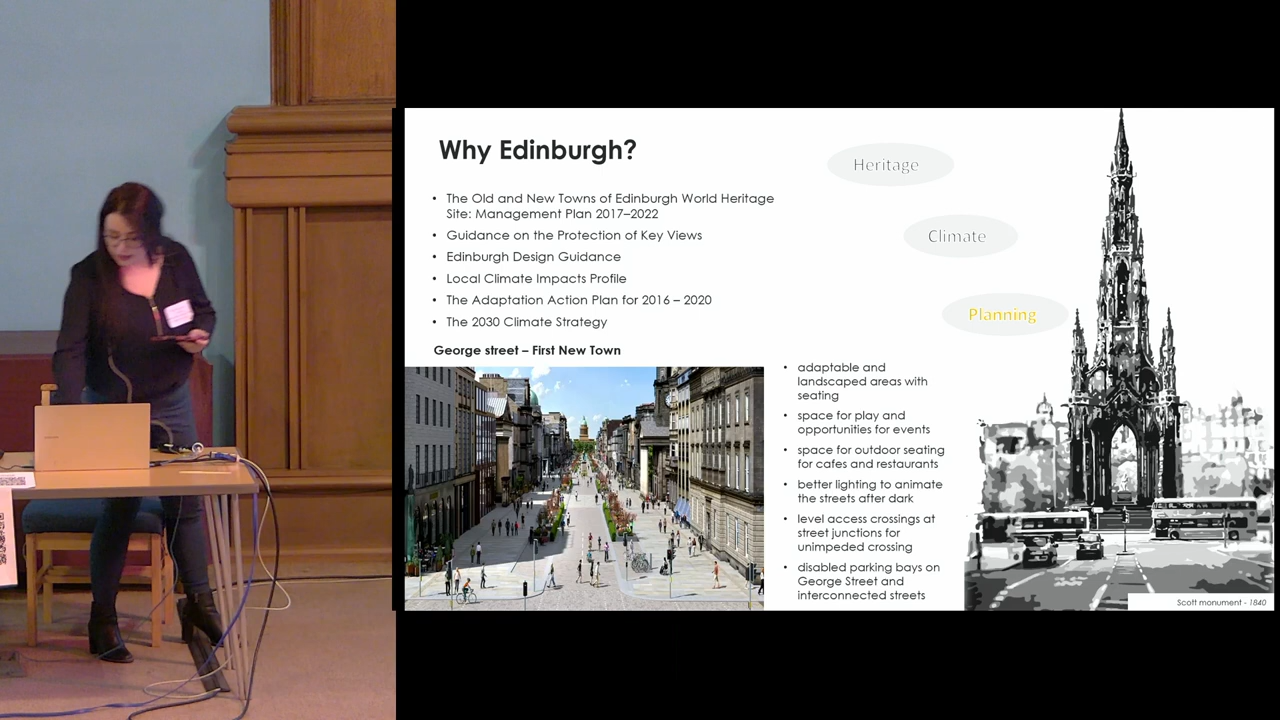 Why Edinburgh?
• The Old and New Towns of Edinburgh World Heritage
Site: Management Plan 2017–2022
• Guidance on the Protection of Key Views
• Edinburgh Design Guidance
• Local Climate Impacts Profile
• The Adaptation Action Plan for 2016 – 2020
• The 2030 Climate Strategy
George street – First New Town
Heritage
Climate
Planning
• adaptable and
landscaped areas with
seating
• space for play and
opportunities for events
• space for outdoor seating
for cafes and restaurants
• better lighting to animate
the streets after dark
• level access crossings at
street junctions for
unimpeded crossing
• disabled parking bays on
George Street and
interconnected streets
Scott monument - 1840